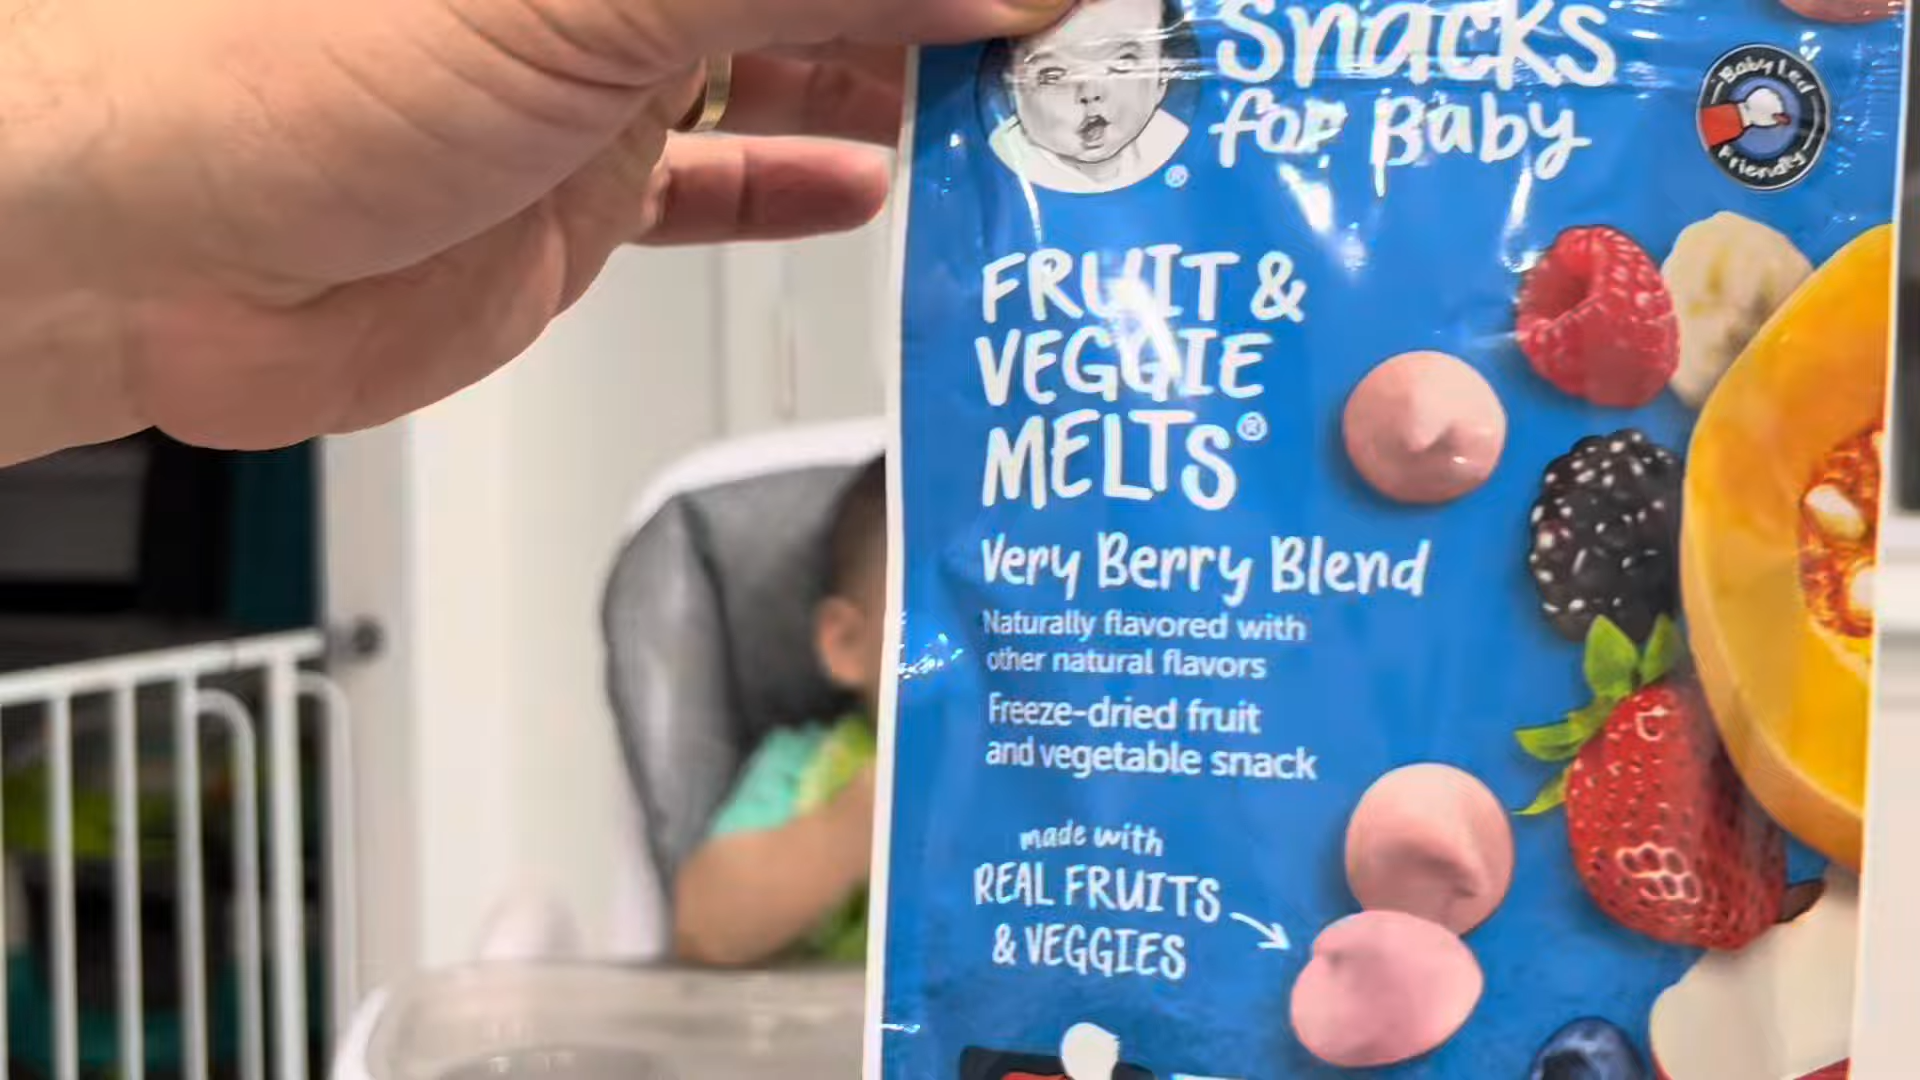 Snacks
for Baby
Baby Led
Friendly
®
FRUIT &
VEGGIE
MELTS®
Very Berry Blend
Naturally flavored with
other natural flavors
Freeze-dried fruit
and vegetable snack
made with
REAL FRUITS
& VEGGIES